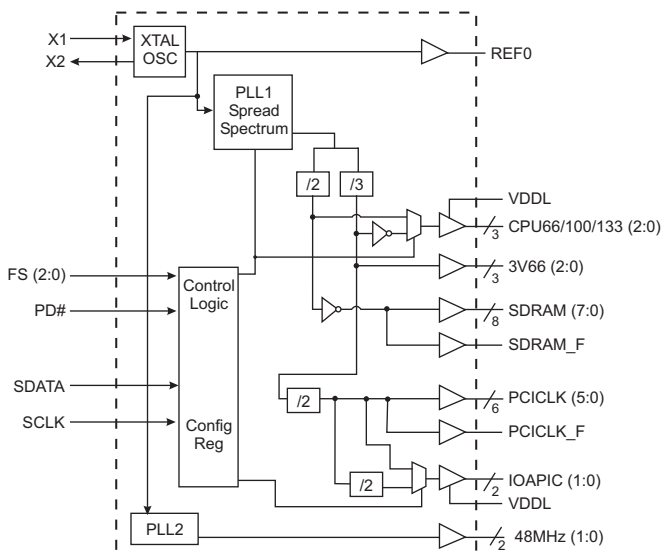 X1
X2
XTAL
OSC
REF0
PLL1
Spread
Spectrum
/2
/3
VDDL
CPU66/100/133 (2:0)
3
3V66 (2:0)
3
FS (2:0)
PD#
SDATA
SCLK
Control
Logic
Config
Reg
SDRAM (7:0)
8
SDRAM_F
/2
PCICLK (5:0)
6
PCICLK_F
/2
IOAPIC (1:0)
2
VDDL
PLL2
48MHz (1:0)
2